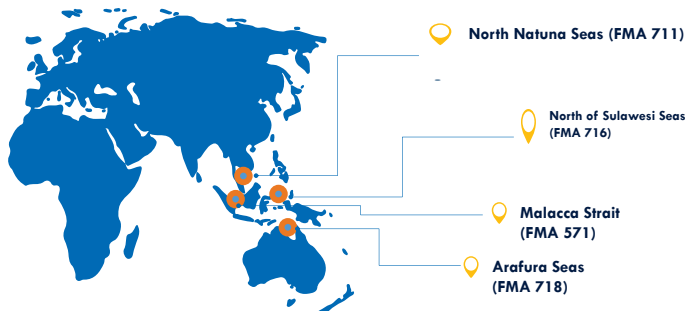 North Natuna Seas (FMA 711)
North of Sulawesi Seas
(FMA 716)
Malacca Strait
(FMA 571)
Arafura Seas
(FMA 718)